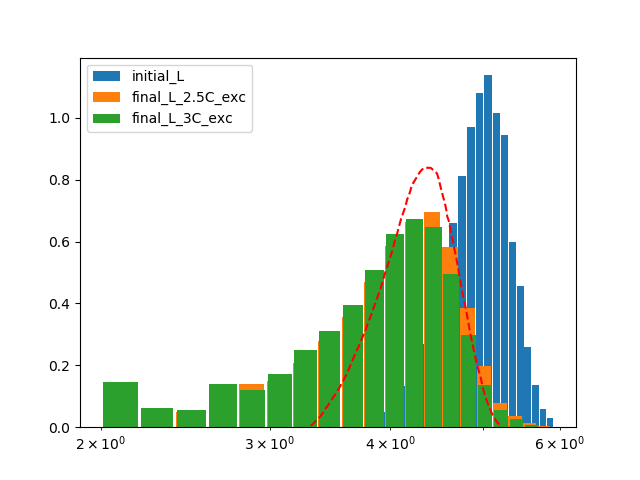 initial_L
final_L_2.5C_exc
final_L_3C_exc
1.0
0.8
0.6
0.4
0.2
0.0
2 × 10⁰
3 × 10⁰
4 × 10⁰
6 × 10⁰